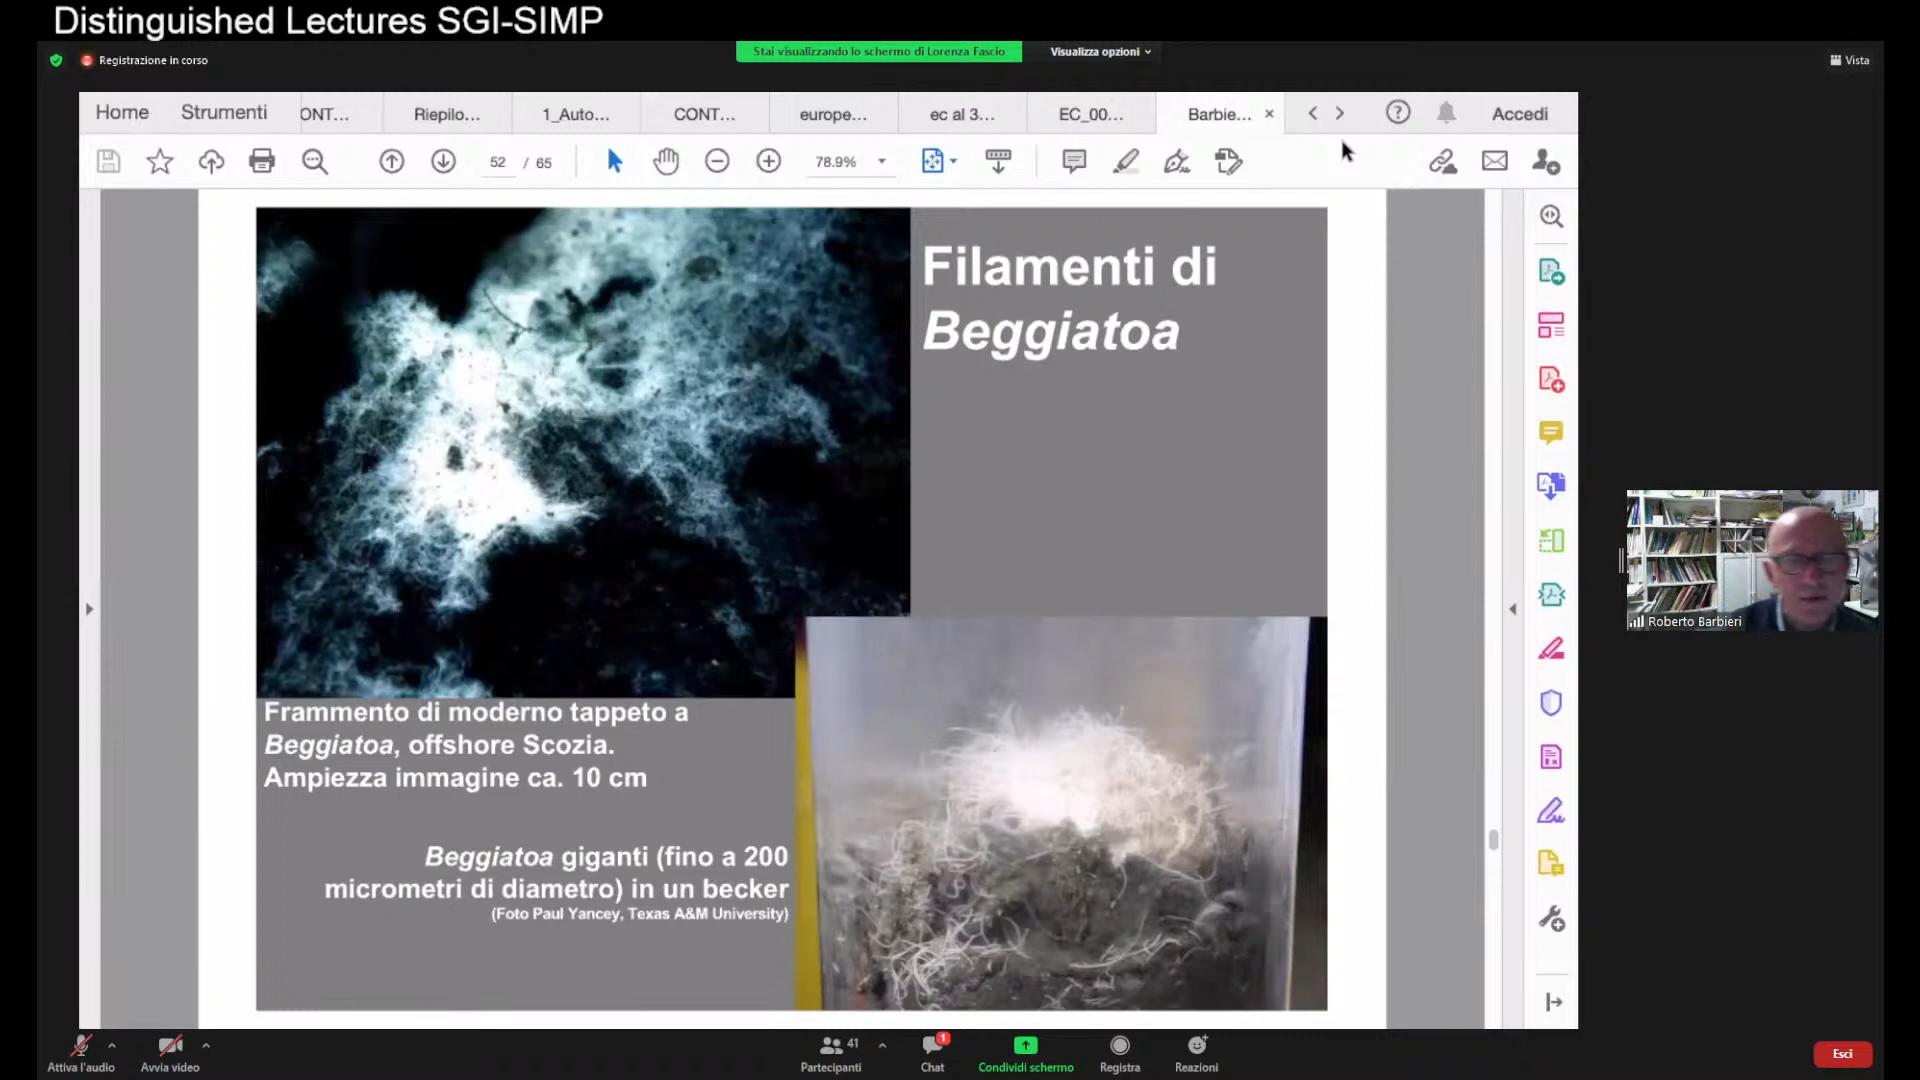 Distinguished Lectures SGI-SIMP
Stai visualizzando lo schermo di Lorenza Fascio
Visualizza opzioni
Registrazione in corso
Vista
Home
Strumenti
ONT...
Riepilo...
1_Auto...
CONT...
europe...
ec al 3...
EC_00...
Barbie...
Accedi
52 / 65
78.9%
Filamenti di
Beggiatoa
Frammento di moderno tappeto a
Beggiatoa, offshore Scozia.
Ampiezza immagine ca. 10 cm
Beggiatoa giganti (fino a 200
micrometri di diametro) in un becker
(Foto Paul Yancey, Texas A&M University)
Roberto Barbieri
Attiva l'audio
Avvia video
41
Partecipanti
1
Chat
Condividi schermo
Registra
Reazioni
Esci